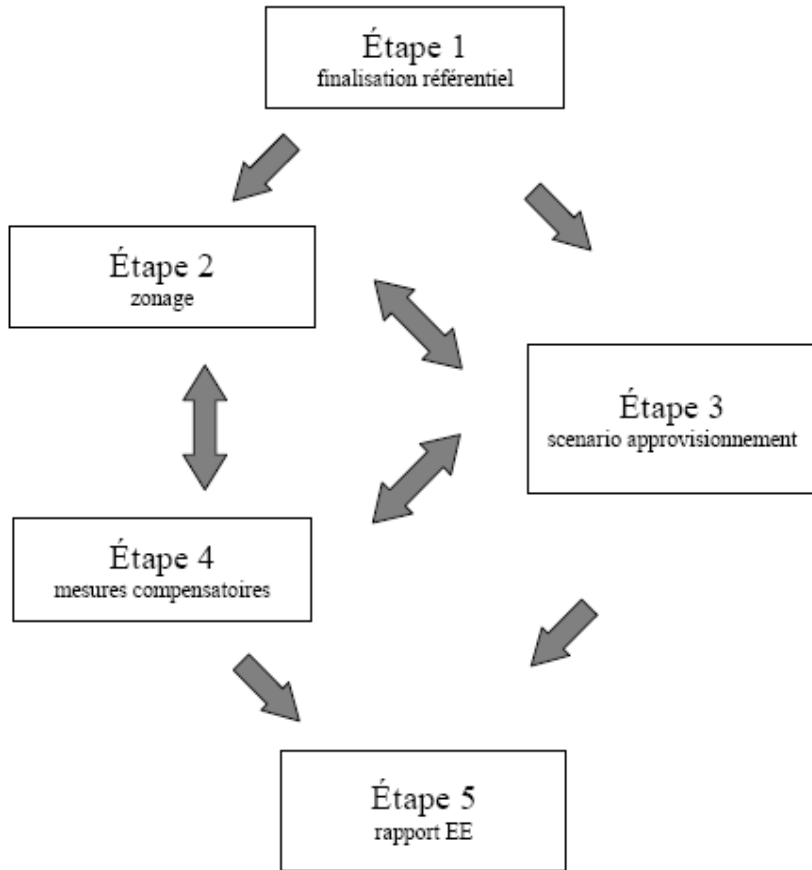 Étape 1
finalisation référentiel
Étape 2
zonage
Étape 3
scenario approvisionnement
Étape 4
mesures compensatoires
Étape 5
rapport EE